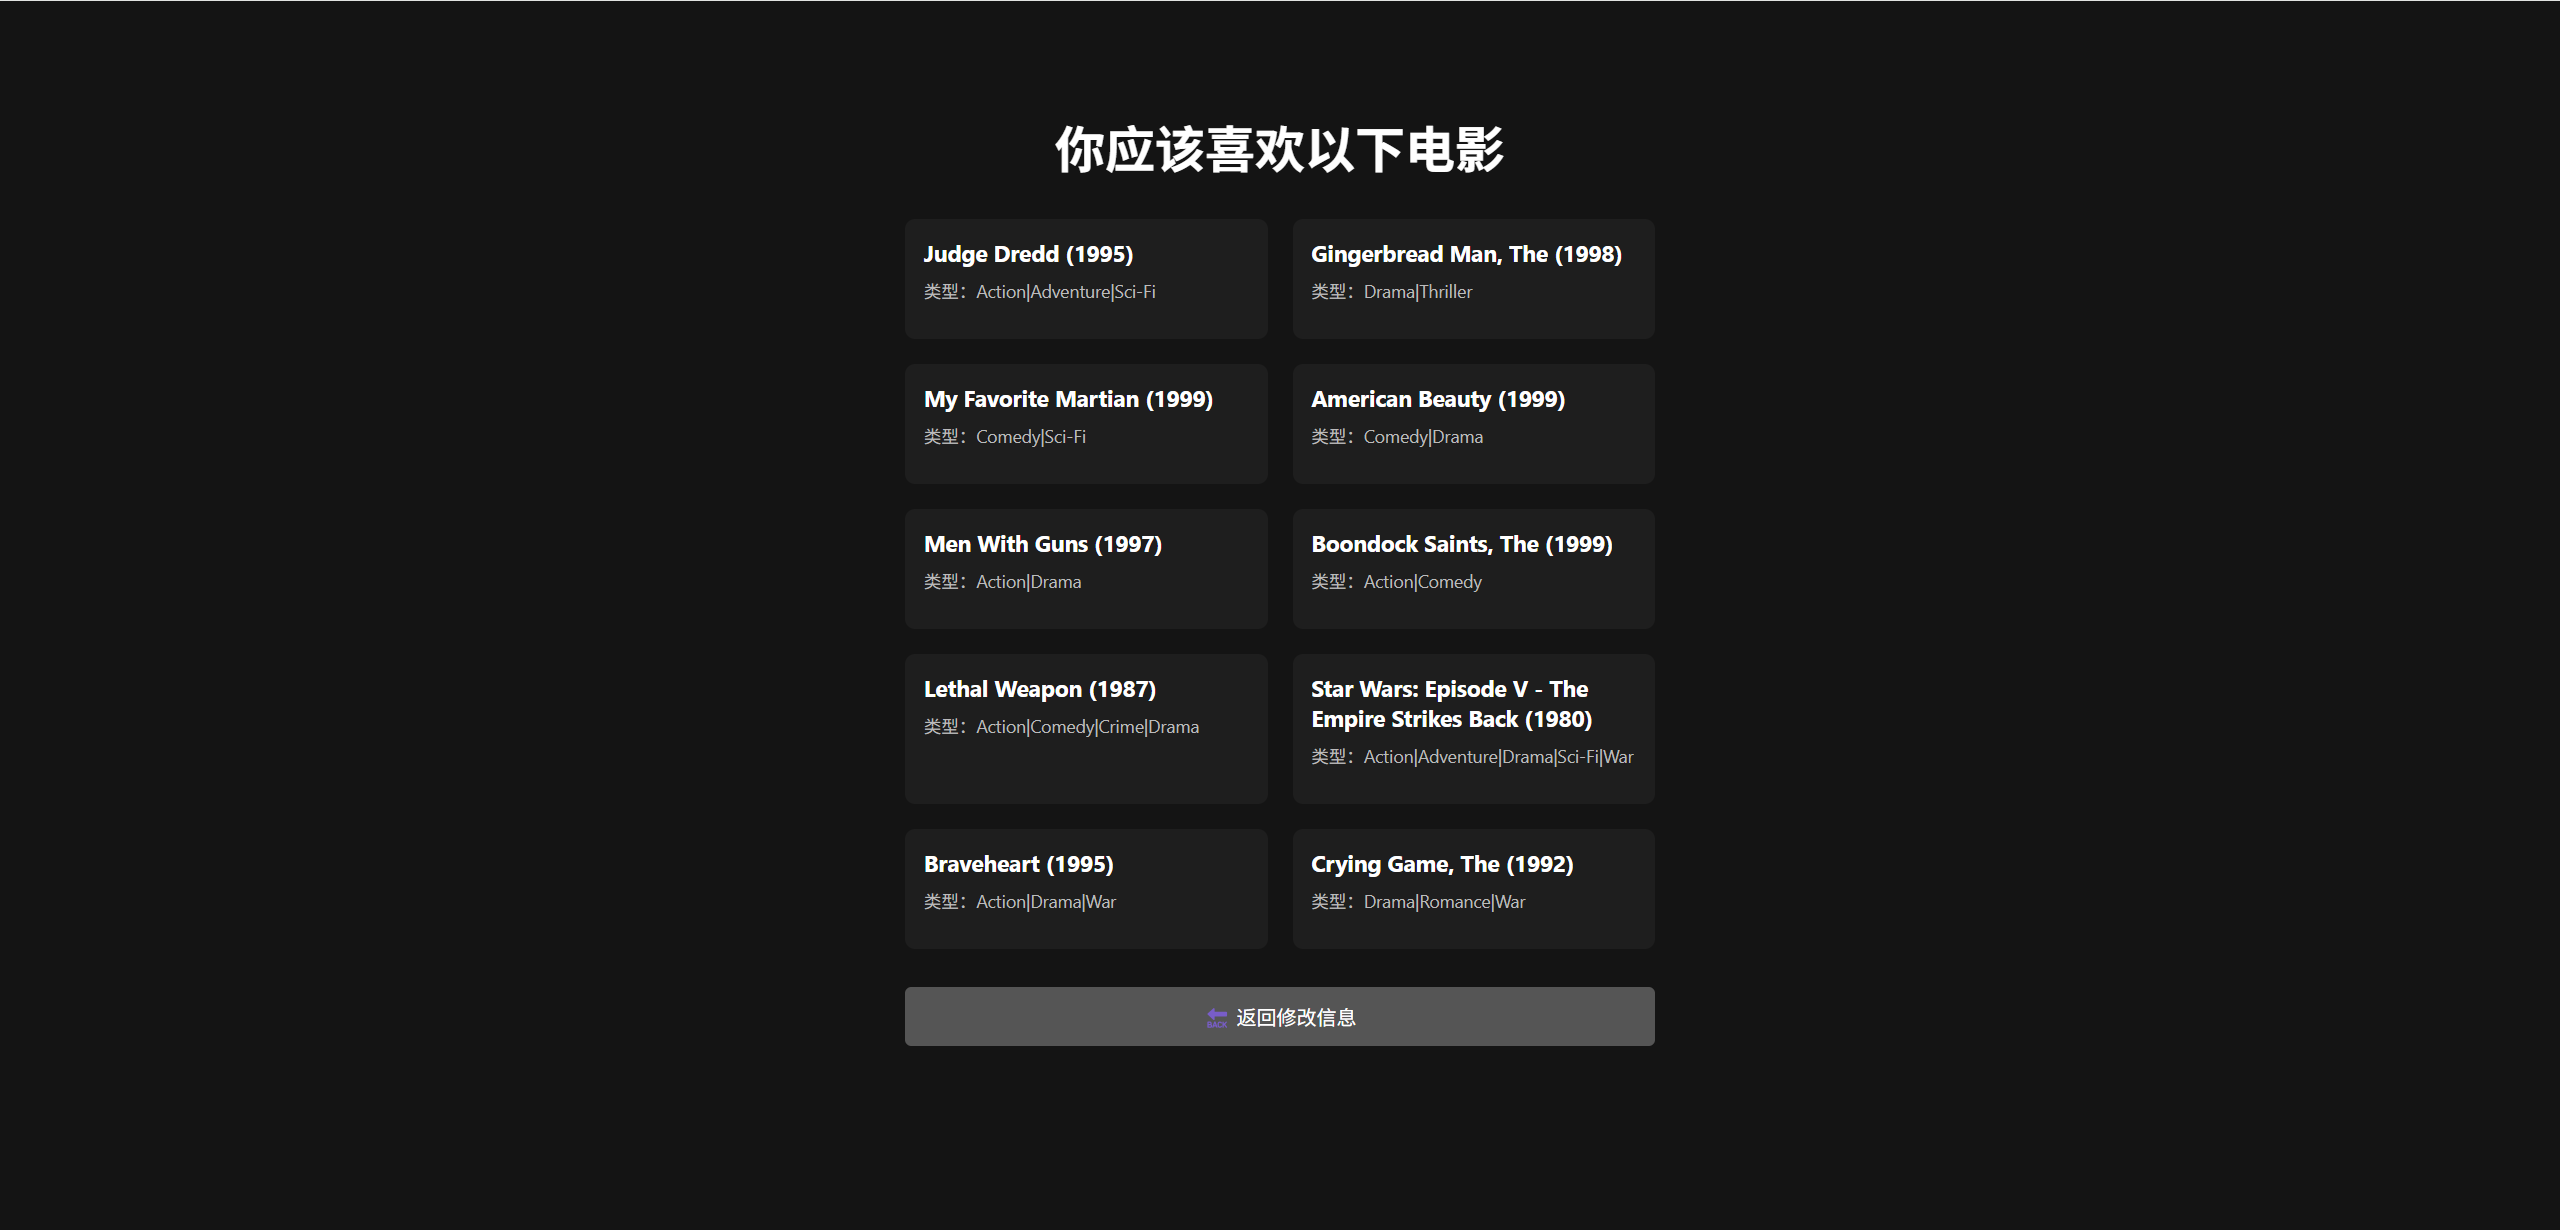 你应该喜欢以下电影
Judge Dredd (1995)
类型：Action|Adventure|Sci-Fi
Gingerbread Man, The (1998)
类型：Drama|Thriller
My Favorite Martian (1999)
类型：Comedy|Sci-Fi
American Beauty (1999)
类型：Comedy|Drama
Men With Guns (1997)
类型：Action|Drama
Boondock Saints, The (1999)
类型：Action|Comedy
Lethal Weapon (1987)
类型：Action|Comedy|Crime|Drama
Star Wars: Episode V - The
Empire Strikes Back (1980)
类型：Action|Adventure|Drama|Sci-Fi|War
Braveheart (1995)
类型：Action|Drama|War
Crying Game, The (1992)
类型：Drama|Romance|War
BACK 返回修改信息